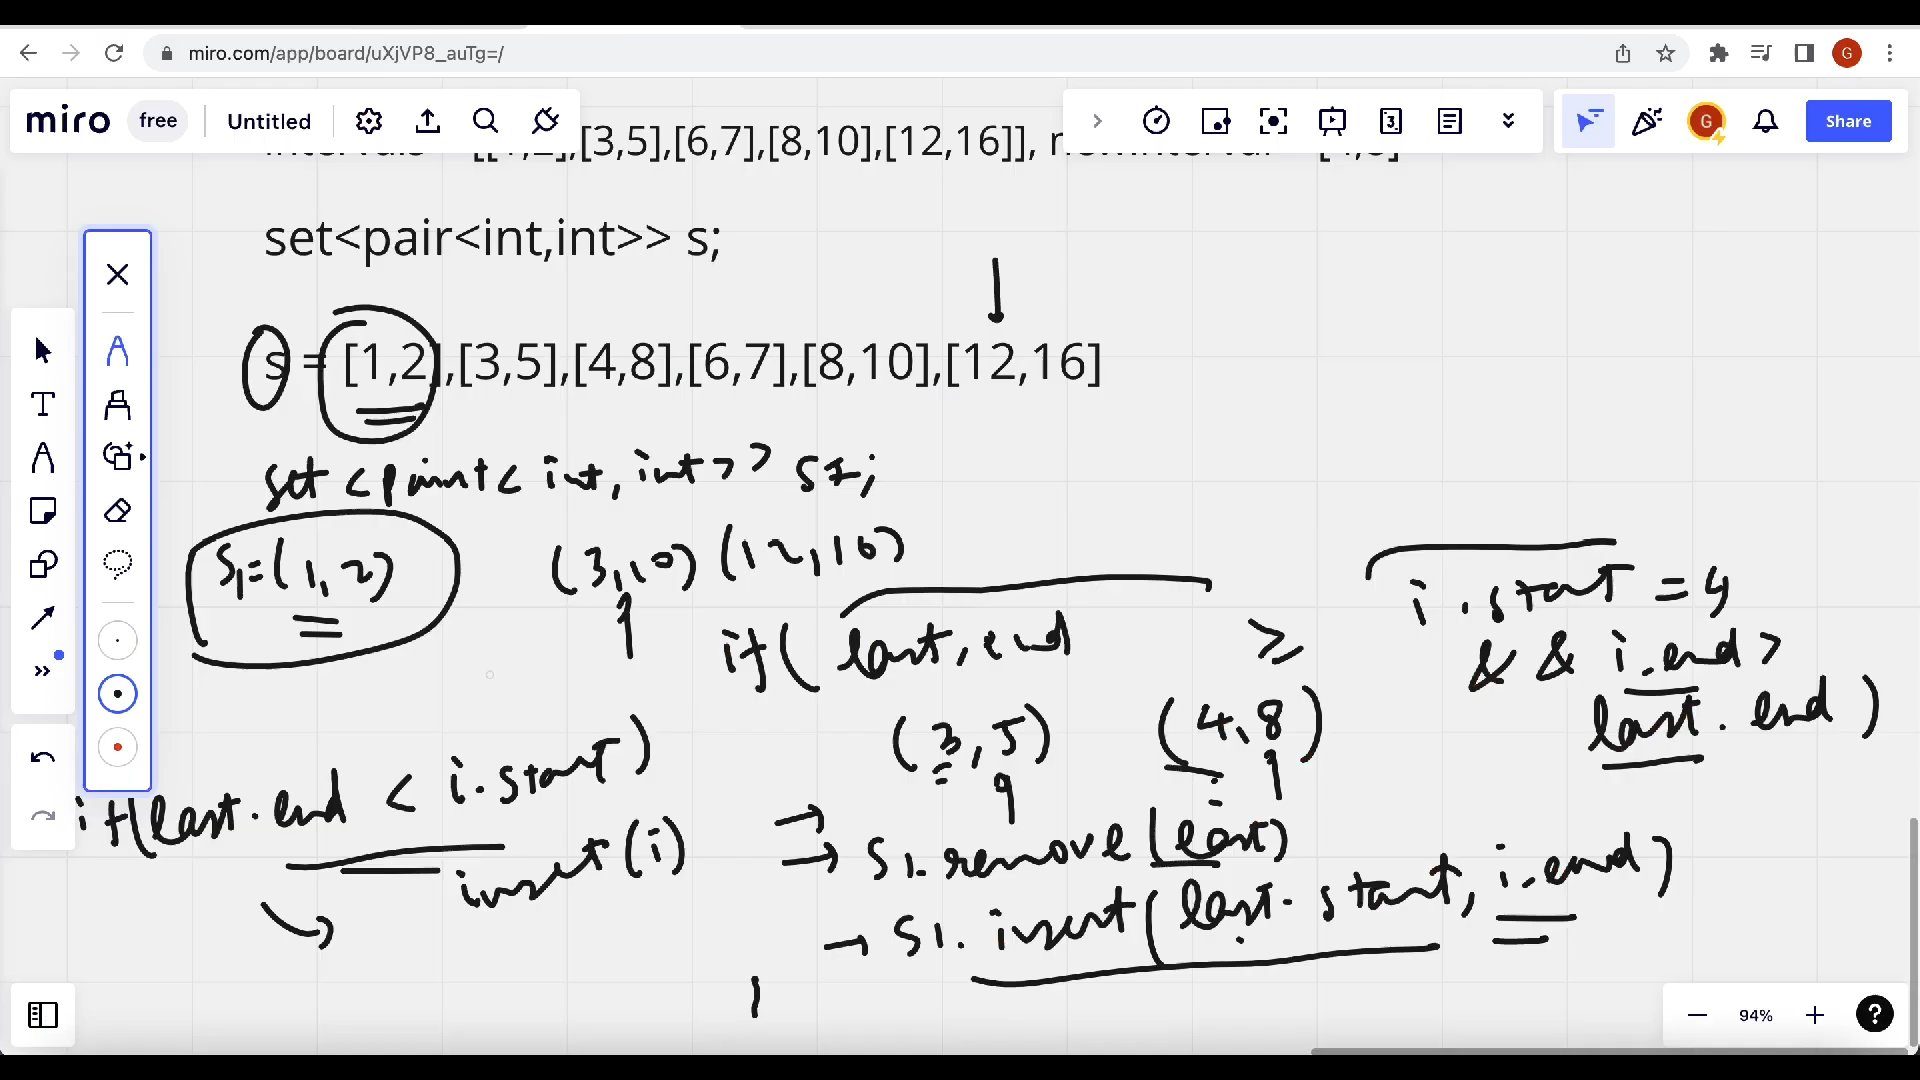 miro.com/app/board/uXjVP8_auTg=/
G
miro free Untitled
G Share
[3,5],[6,7],[8,10],[12,16]],
set<pair<int,int>> s;
s = [1,2],[3,5],[4,8],[6,7],[8,10],[12,16]
set < < int, int > >
S1=(1,2) (3,10) (12,16)
if( last.end ≥ i.start = 4
&& i.end >
last.end )
(3,5) (4,8)
if(last.end < i.start)
insert(i)
→
→ S1.remove(last)
→ S1.insert(last.start, i.end)
94%